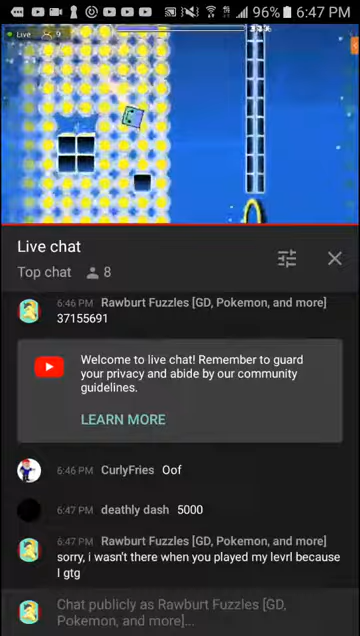 96% 6:47 PM
Live 9
Live chat
Top chat 8
6:46 PM Rawburt Fuzzles [GD, Pokemon, and more]
37155691
Welcome to live chat! Remember to guard
your privacy and abide by our community
guidelines.
LEARN MORE
6:46 PM CurlyFries Oof
6:47 PM deathly dash 5000
6:47 PM Rawburt Fuzzles [GD, Pokemon, and more]
sorry, i wasn't there when you played my levrl because
I gtg
Chat publicly as Rawburt Fuzzles [GD,
Pokemon, and more]...